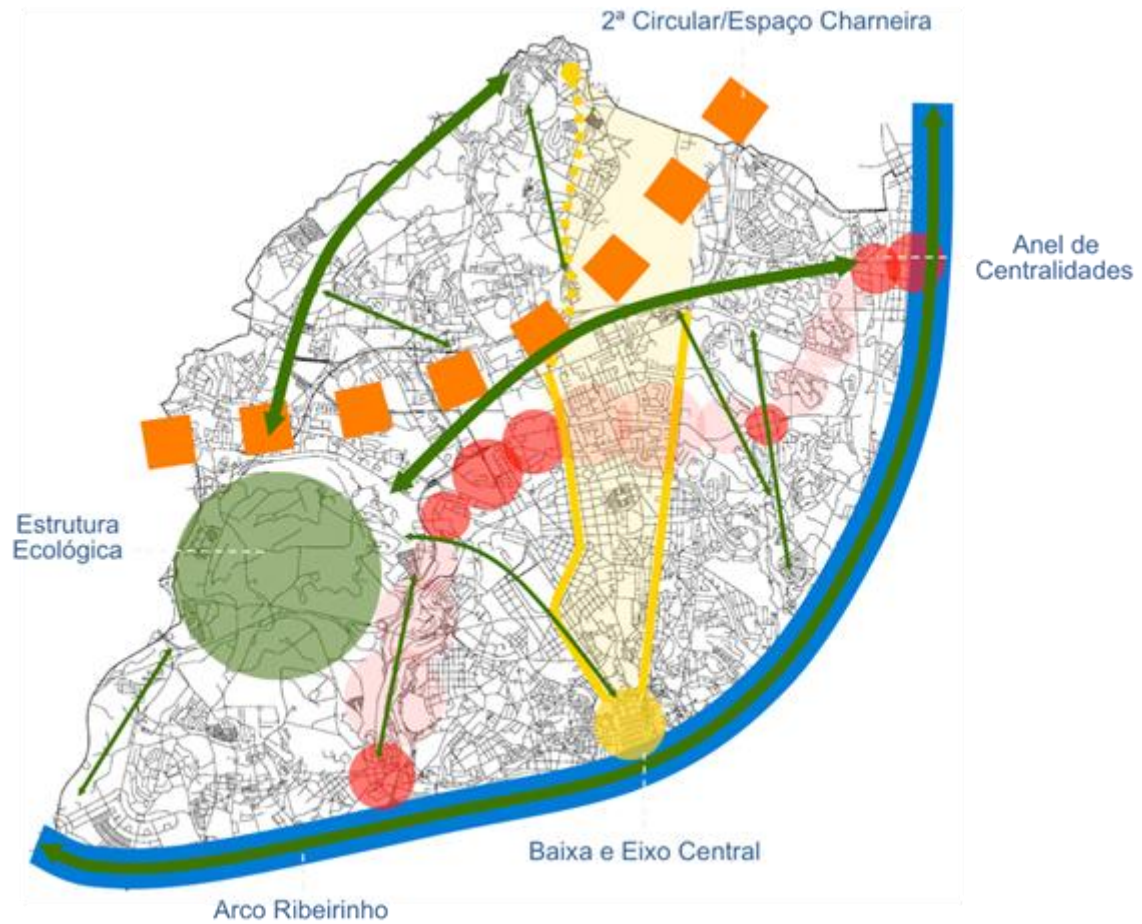 2ª Circular/Espaço Charneira
Anel de
Centralidades
Estrutura
Ecológica
Baixa e Eixo Central
Arco Ribeirinho